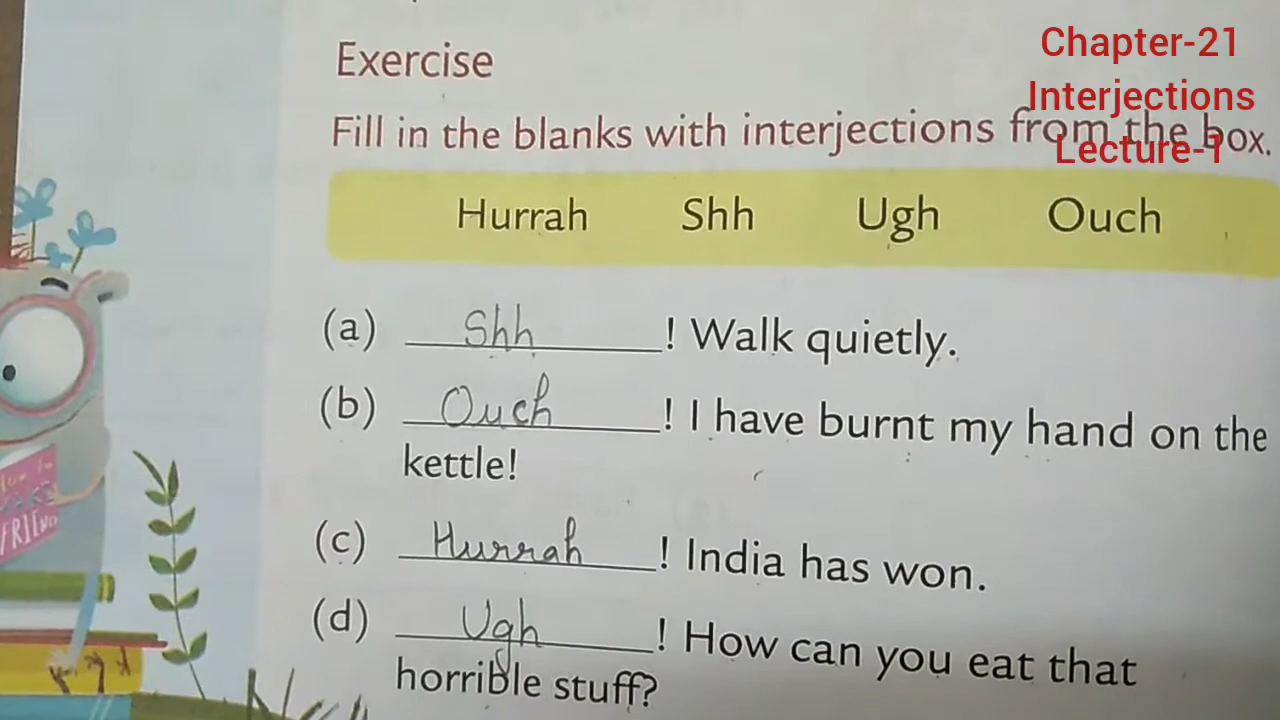 Chapter-21
Interjections
Lecture-1
Exercise
Fill in the blanks with interjections from the box.
Hurrah Shh Ugh Ouch
(a) Shh ! Walk quietly.
(b) Ouch ! I have burnt my hand on the
kettle!
(c) Hurrah ! India has won.
(d) Ugh ! How can you eat that
horrible stuff?
FRIEND